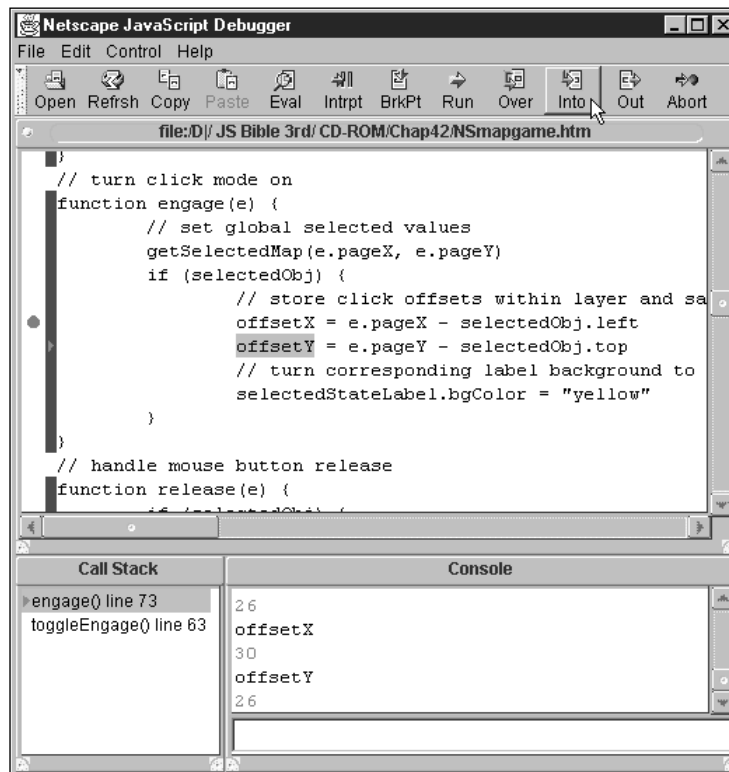 Netscape JavaScript Debugger
File Edit Control Help
Open Refrsh Copy Paste Eval Intrpt BrkPt Run Over Into Out Abort
file:/D|/ JS Bible 3rd/ CD-ROM/Chap42/NSmapgame.htm
}
// turn click mode on
function engage(e) {
// set global selected values
getSelectedMap(e.pageX, e.pageY)
if (selectedObj) {
// store click offsets within layer and sa
offsetX = e.pageX - selectedObj.left
offsetY = e.pageY - selectedObj.top
// turn corresponding label background to
selectedStateLabel.bgColor = "yellow"
}
}
// handle mouse button release
function release(e) {
if (selectedObj) {
Call Stack
engage() line 73
toggleEngage() line 63
Console
26
offsetX
30
offsetY
26